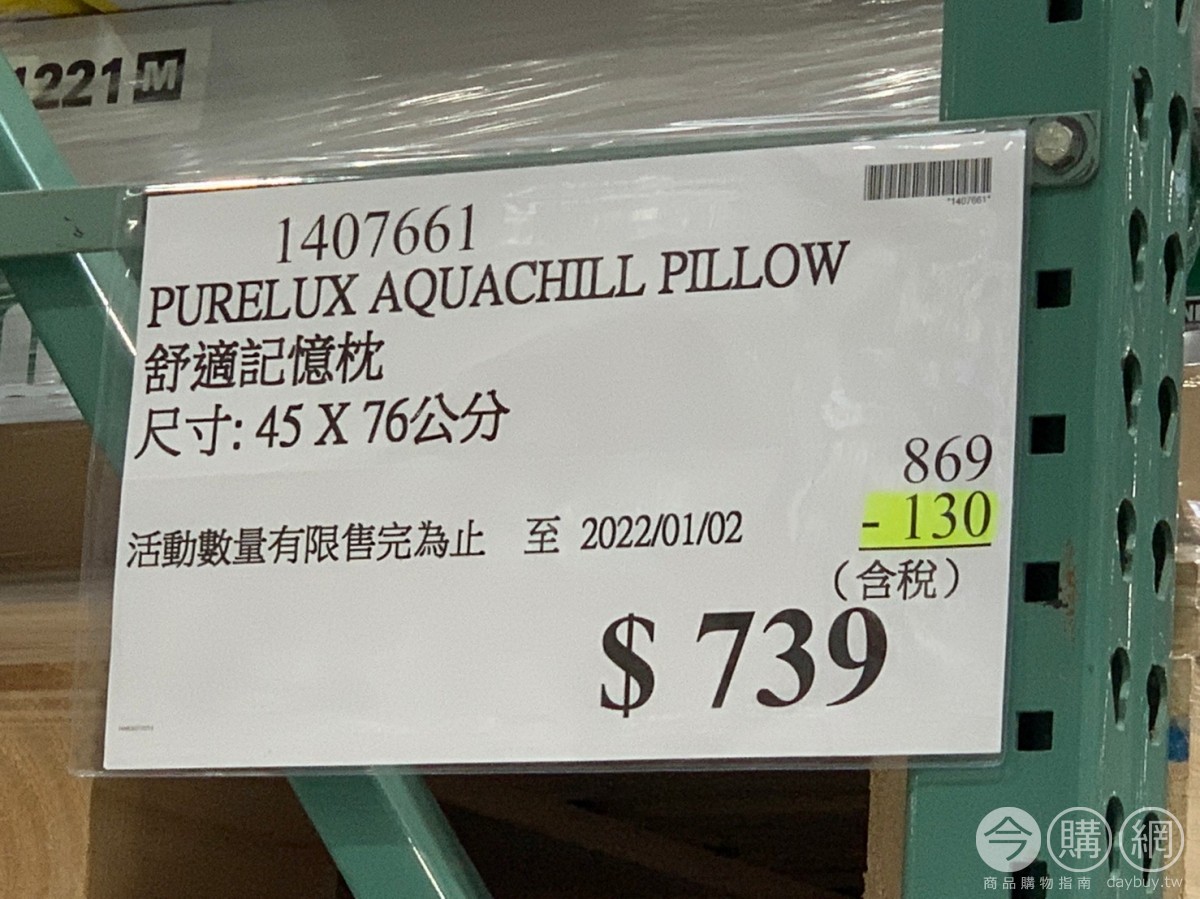 1221 M
*1407661*
1407661
PURELUX AQUACHILL PILLOW
舒適記憶枕
尺寸: 45 X 76公分
869
- 130
活動數量有限售完為止 至 2022/01/02
（含稅）
$ 739
今購網
商品購物指南 daybuy.tw